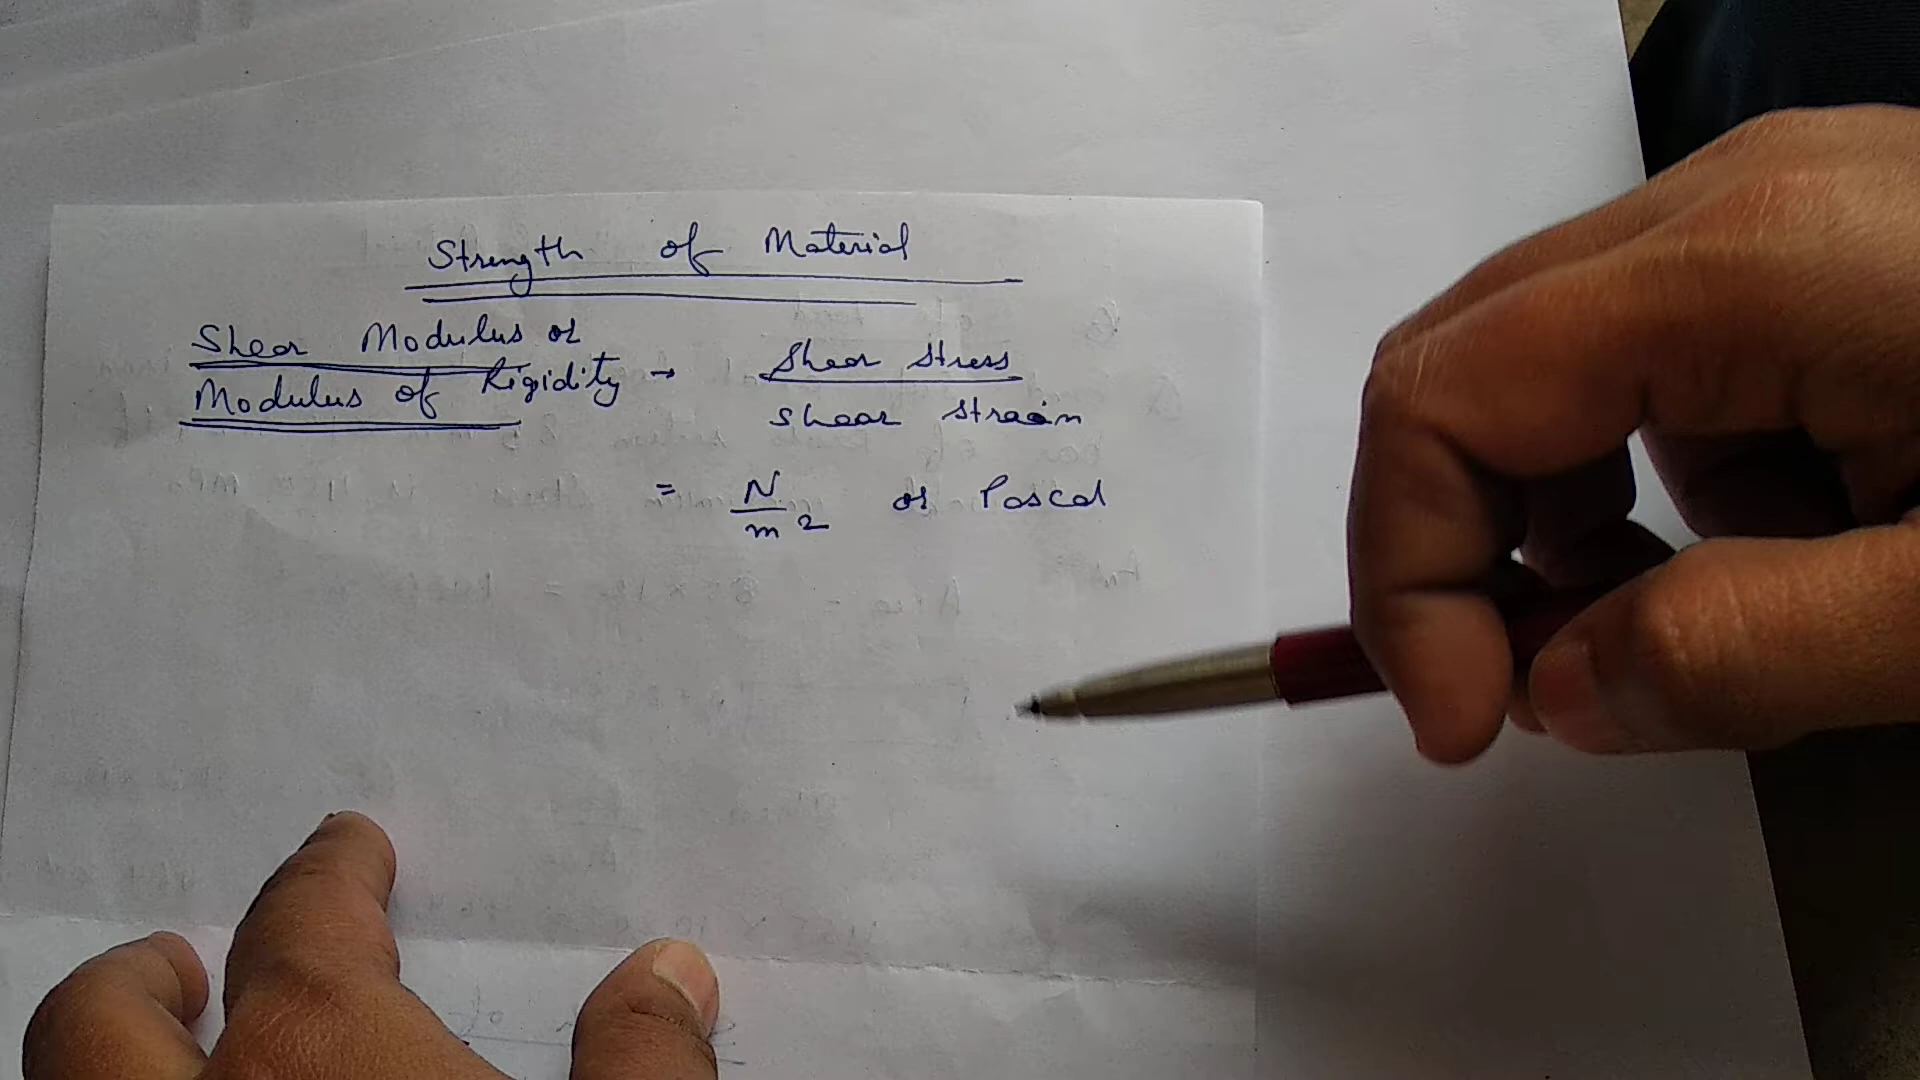 Strength of Material
Shear Modulus or
Modulus of Rigidity → Shear Stress
Shear Strain
= N/m² or Pascal